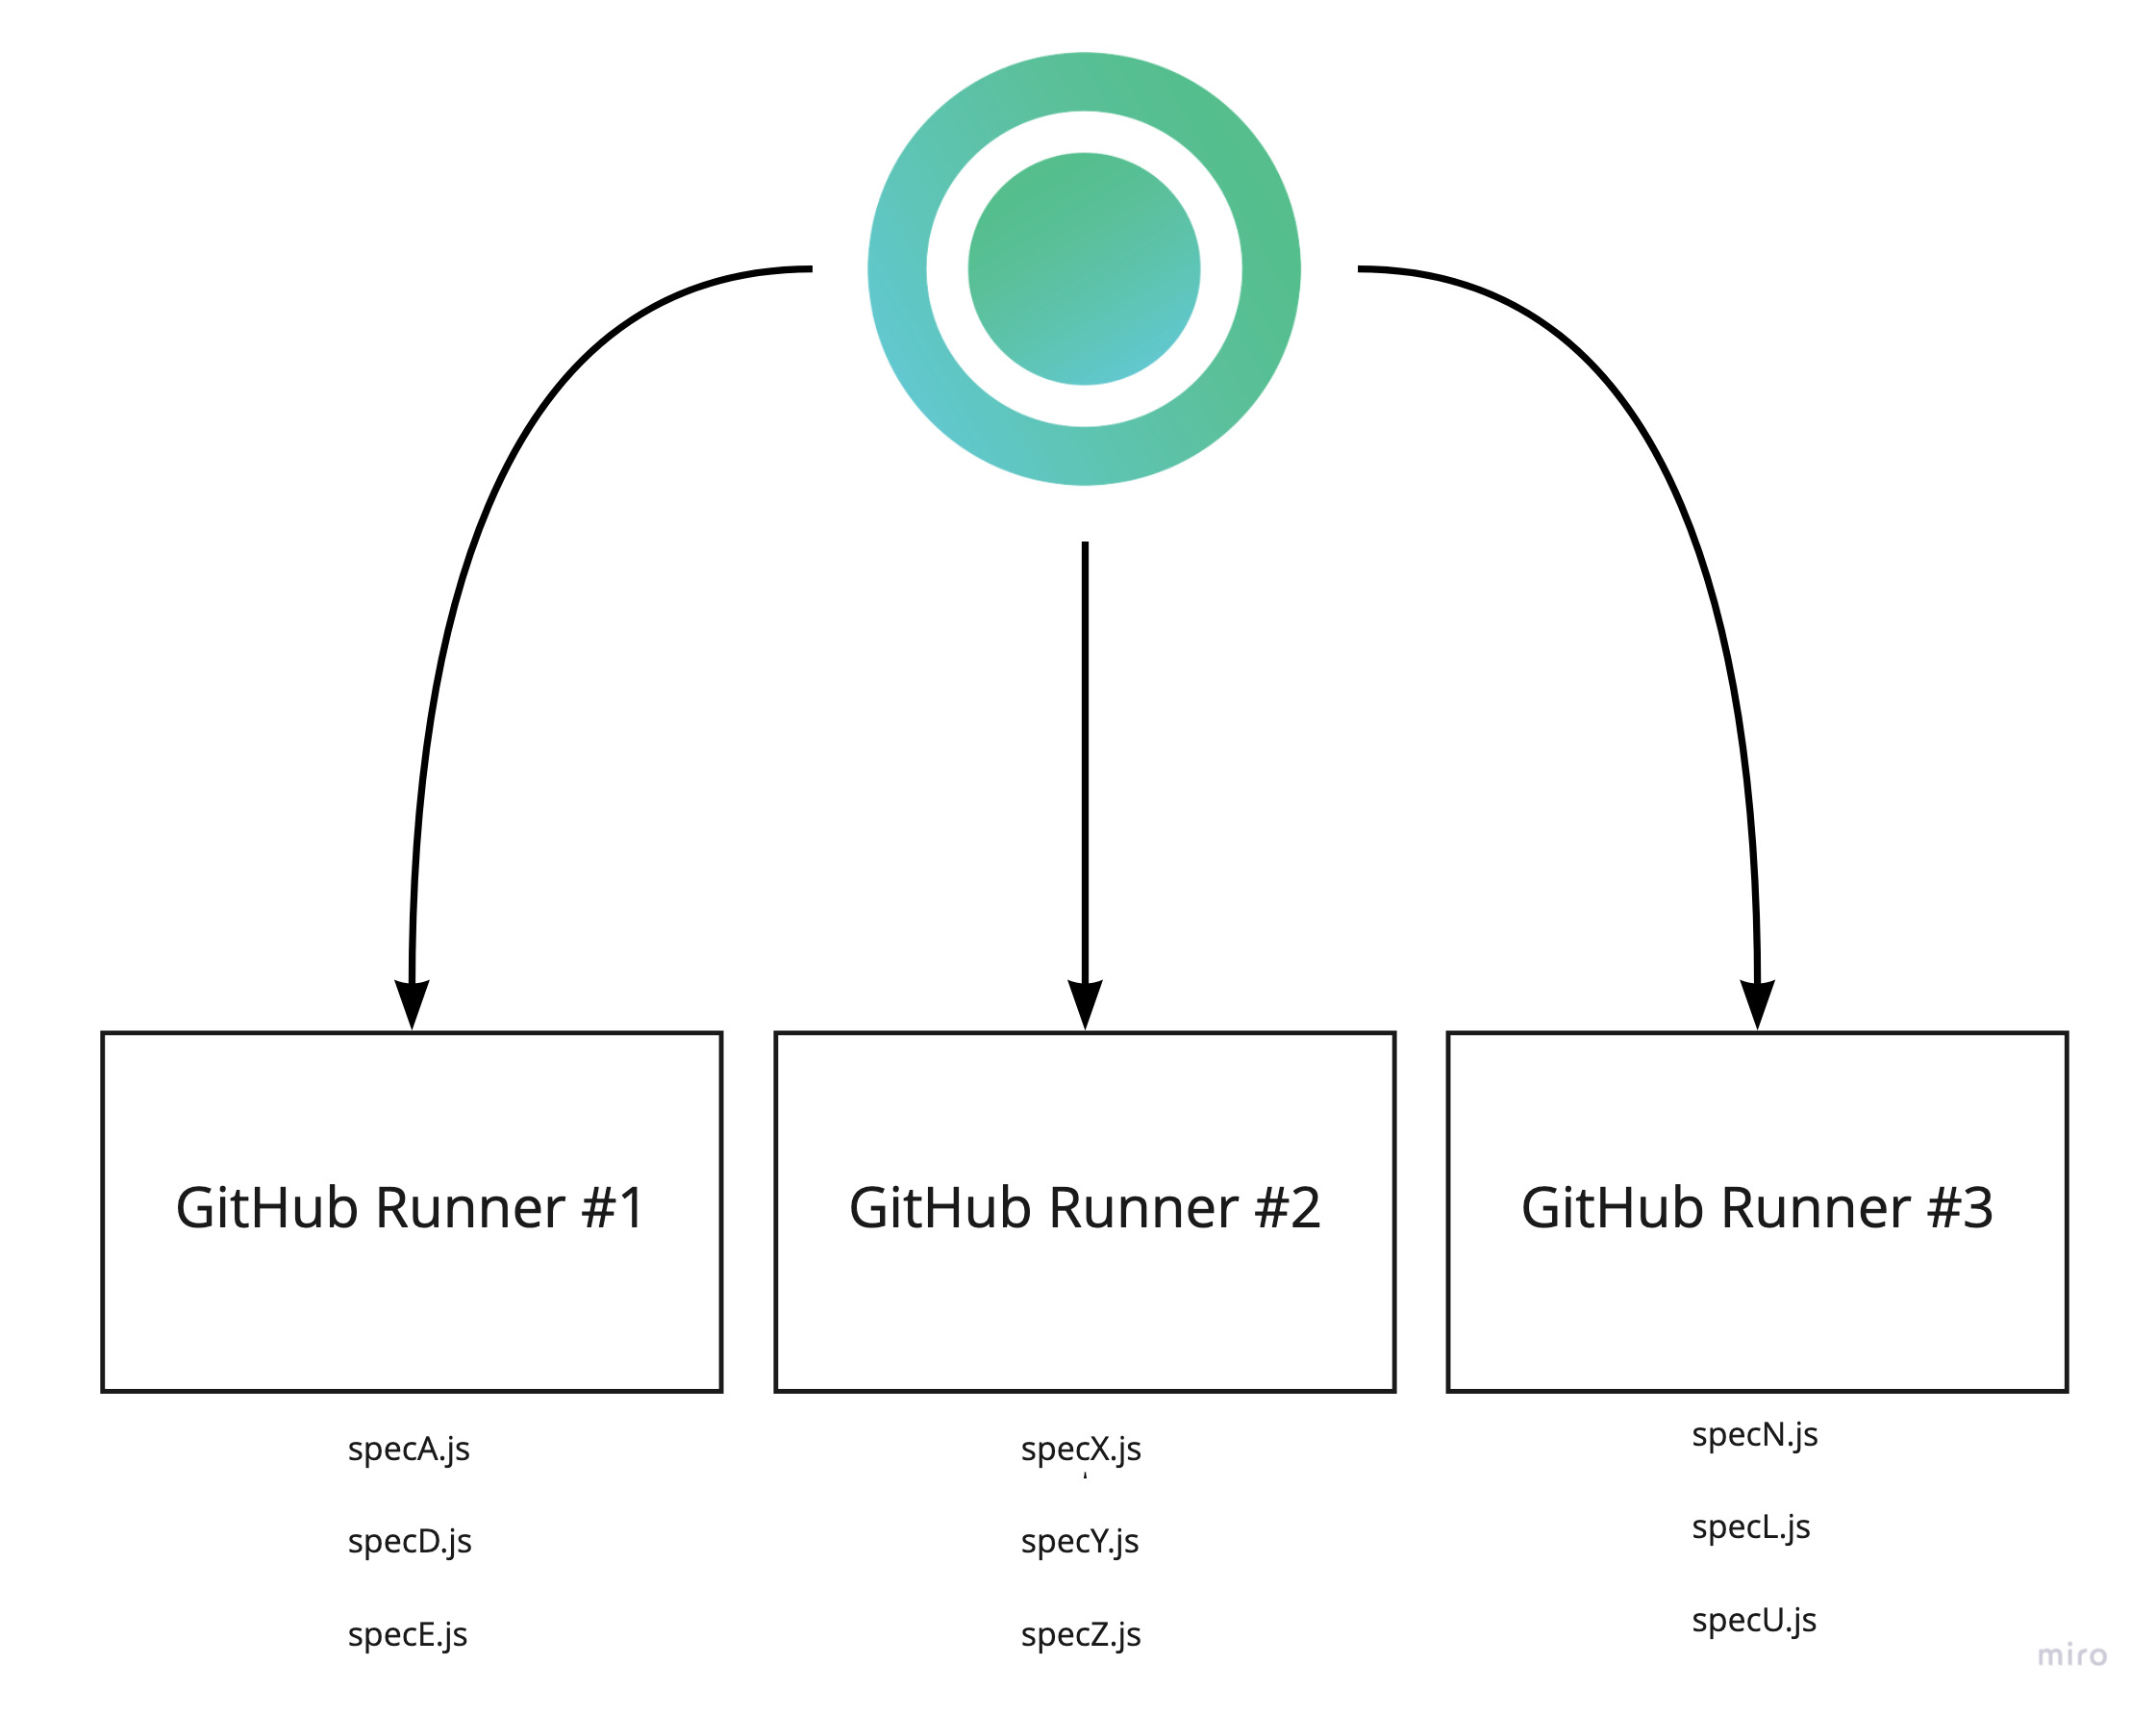 GitHub Runner #1
GitHub Runner #2
GitHub Runner #3
specA.js
specD.js
specE.js
specX.js
specY.js
specZ.js
specN.js
specL.js
specU.js
miro